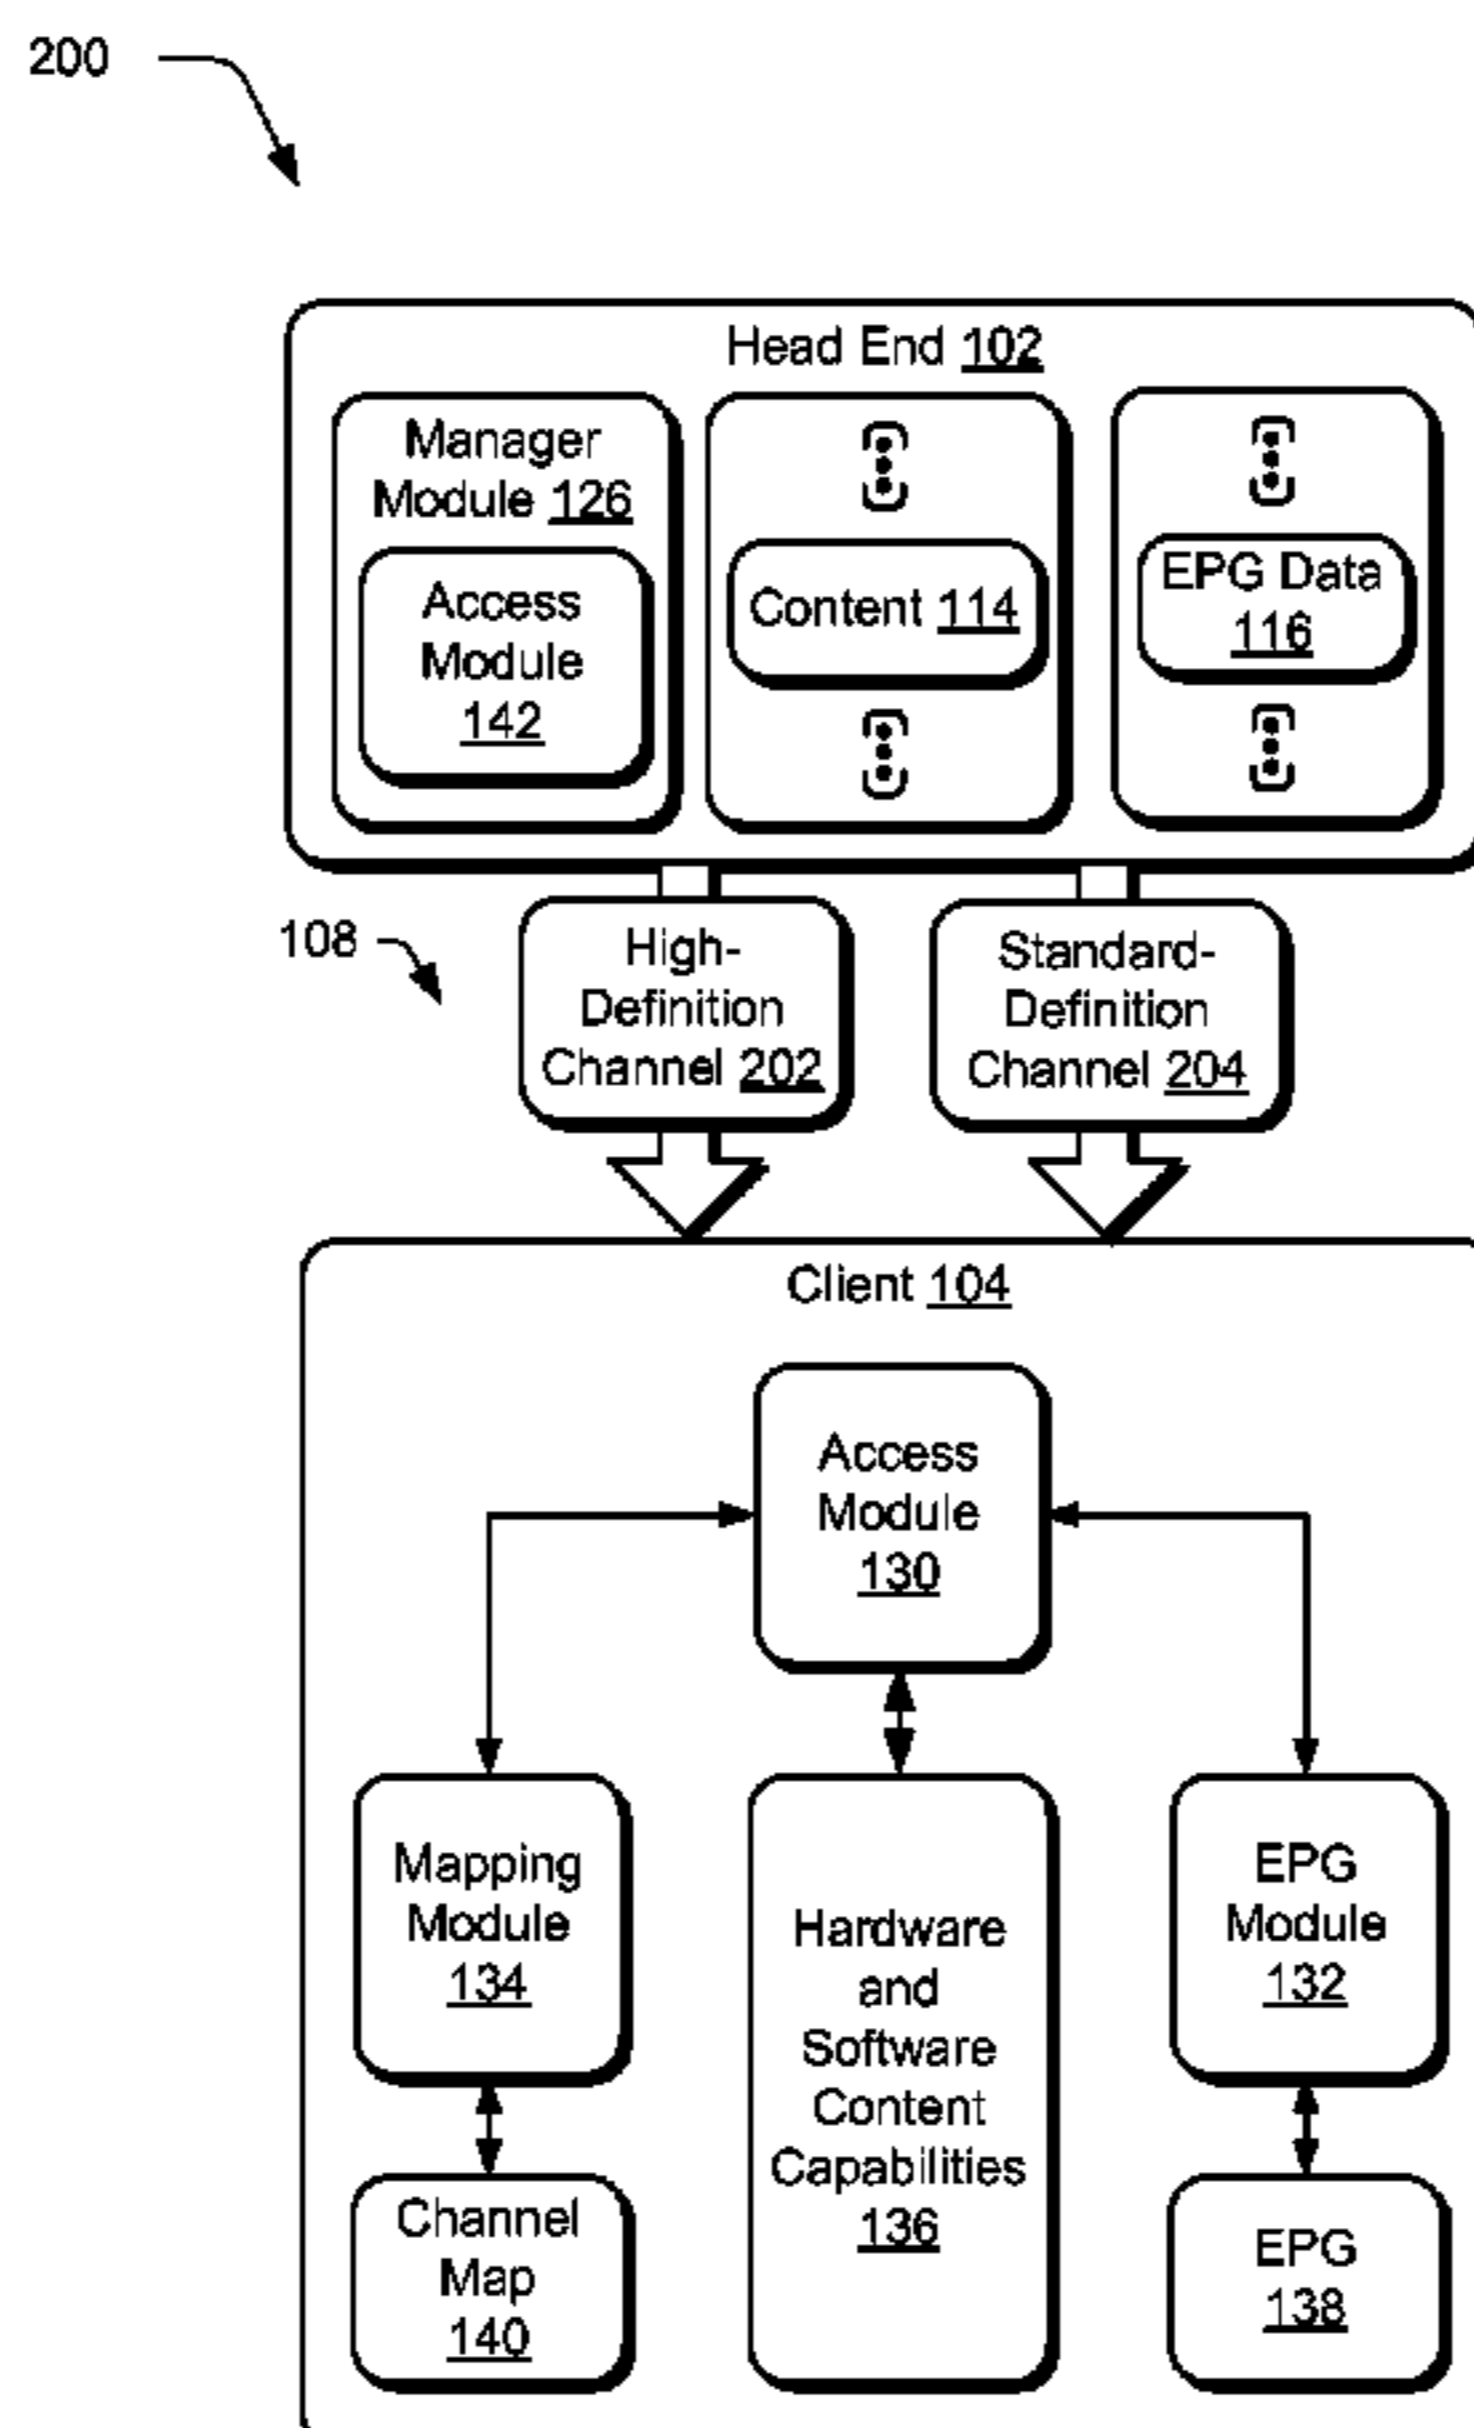 200
Head End 102
Manager
Module 126
Access
Module
142
Content 114
EPG Data
116
108
High-
Definition
Channel 202
Standard-
Definition
Channel 204
Client 104
Access
Module
130
Mapping
Module
134
Hardware
and
Software
Content
Capabilities
136
EPG
Module
132
Channel
Map
140
EPG
138